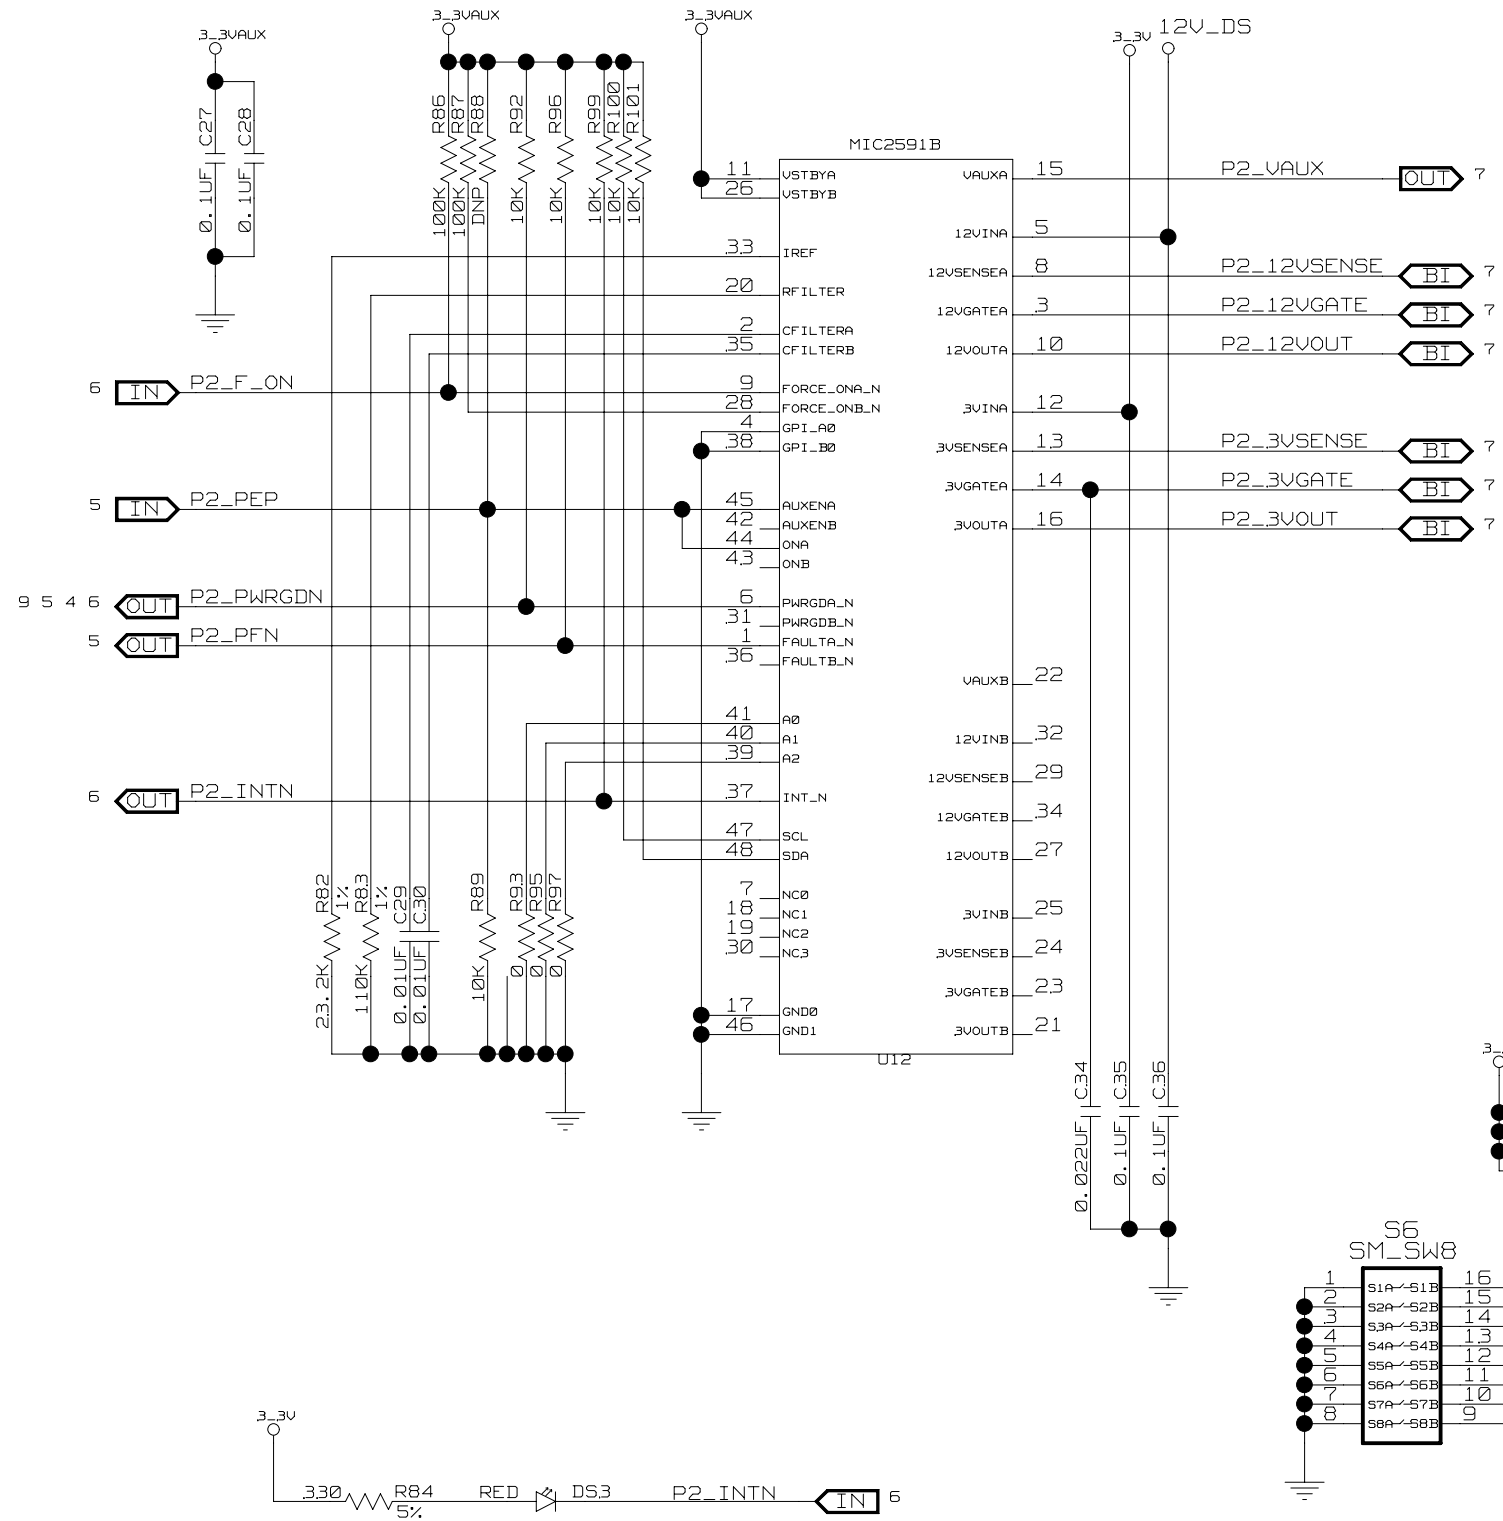 3_3VAUX
3_3VAUX
3_3VAUX
3_3V
12V_DS
C27
0.1UF
C28
0.1UF
R86
100K
R87
100K
R88
DNP
R92
10K
R96
10K
R99
10K
R100
10K
R101
10K
MIC2591B
11 VSTBYA
26 VSTBYB
33 IREF
20 RFILTER
2 CFILTERA
35 CFILTERB
6 IN P2_F_ON
9 FORCE_ONA_N
28 FORCE_ONB_N
4 GPI_A0
38 GPI_B0
5 IN P2_PEP
45 AUXENA
42 AUXENB
44 ONA
43 ONB
9 5 4 6 OUT P2_PWRGDN
6 PWRGDA_N
31 PWRGDB_N
5 OUT P2_PFN
1 FAULTA_N
36 FAULTB_N
41 A0
40 A1
39 A2
6 OUT P2_INTN
37 INT_N
47 SCL
48 SDA
7 NC0
18 NC1
19 NC2
30 NC3
17 GND0
46 GND1
U12
VAUXA 15 P2_VAUX OUT 7
12VINA 5
12VSENSEA 8 P2_12VSENSE BI 7
12VGATEA 3 P2_12VGATE BI 7
12VOUTA 10 P2_12VOUT BI 7
3VINA 12
3VSENSEA 13 P2_3VSENSE BI 7
3VGATEA 14 P2_3VGATE BI 7
3VOUTA 16 P2_3VOUT BI 7
VAUXB 22
12VINB 32
12VSENSEB 29
12VGATEB 34
12VOUTB 27
3VINB 25
3VSENSEB 24
3VGATEB 23
3VOUTB 21
R82
1%
23.2K
R83
1%
110K
C29
0.01UF
C30
0.01UF
R89
10K
R93
0
R95
0
R97
0
C34
0.022UF
C35
0.1UF
C36
0.1UF
3_
S6
SM_SW8
1 S1A S1B 16
2 S2A S2B 15
3 S3A S3B 14
4 S4A S4B 13
5 S5A S5B 12
6 S6A S6B 11
7 S7A S7B 10
8 S8A S8B 9
3_3V
330 R84 RED DS3 P2_INTN IN 6
5%